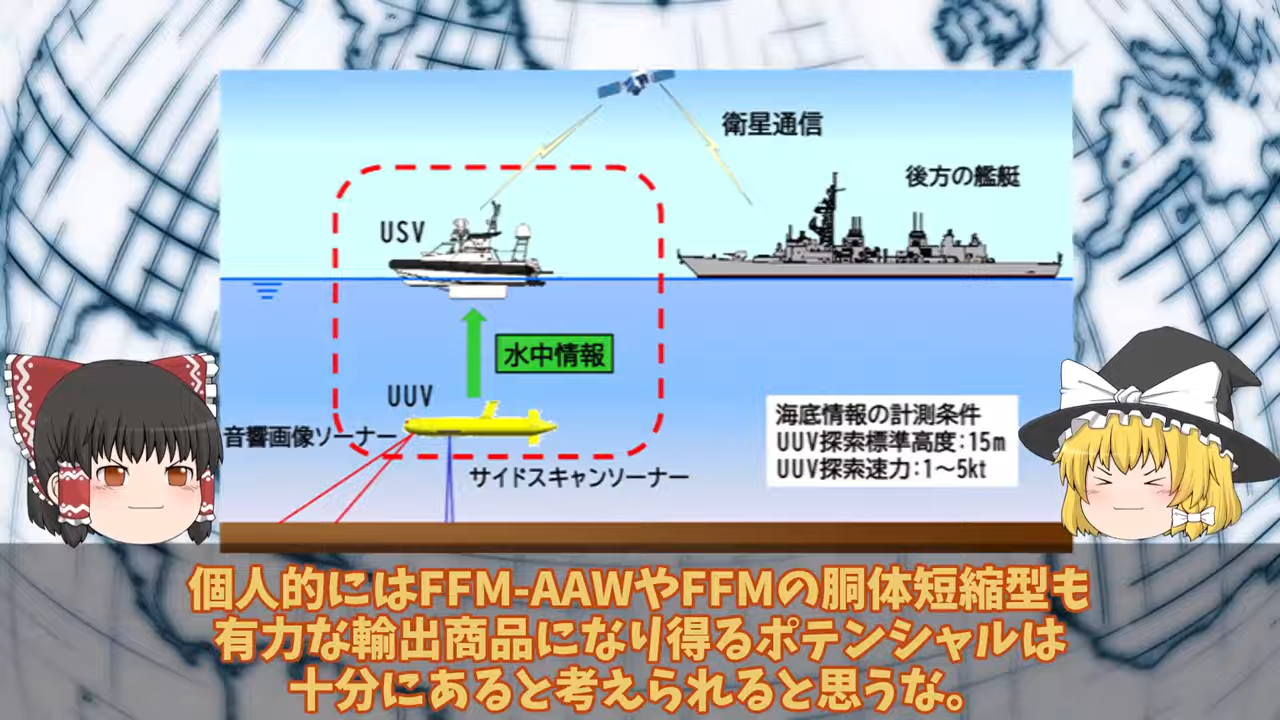 衛星通信
後方の艦艇
USV
水中情報
UUV
音響画像ソーナー
サイドスキャンソーナー
海底情報の計測条件
UUV探索標準高度:15m
UUV探索速力:1~5kt
個人的にはFFM-AAWやFFMの胴体短縮型も
有力な輸出商品になり得るポテンシャルは
十分にあると考えられると思うな。